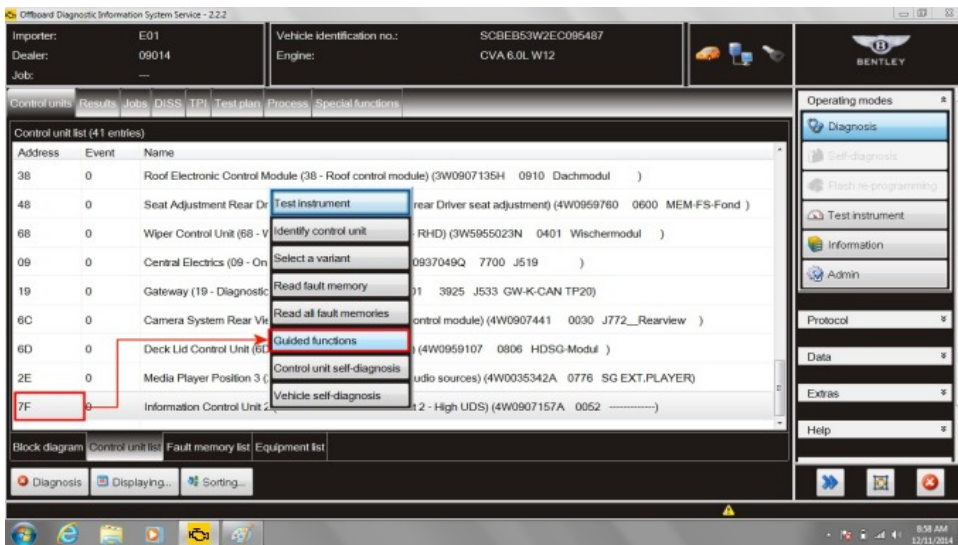 Offboard Diagnostic Information System Service - 2.2.2
Importer: E01
Dealer: 09014
Job: ---
Vehicle identification no.: SCBEB53W2EC095487
Engine: CVA 6.0L W12
BENTLEY
Control units Results Jobs DISS TPI Test plan Process Special functions
Control unit list (41 entries)
Address Event Name
38 0 Roof Electronic Control Module (38 - Roof control module) (3W0907135H 0910 Dachmodul )
48 0 Seat Adjustment Rear Dr rear Driver seat adjustment) (4W0959760 0600 MEM-FS-Fond )
68 0 Wiper Control Unit (68 - W - RHD) (3W5955023N 0401 Wischermodul )
09 0 Central Electrics (09 - On 0937049Q 7700 J519 )
19 0 Gateway (19 - Diagnostic 01 3925 J533 GW-K-CAN TP20)
6C 0 Camera System Rear Vie ontrol module) (4W0907441 0030 J772__Rearview )
6D 0 Deck Lid Control Unit (6D ) (4W0959107 0806 HDSG-Modul )
2E 0 Media Player Position 3 ( udio sources) (4W0035342A 0776 SG EXT.PLAYER)
7F 0 Information Control Unit 2 t 2 - High UDS) (4W0907157A 0052 ------------)
Test instrument
Identify control unit
Select a variant
Read fault memory
Read all fault memories
Guided functions
Control unit self-diagnosis
Vehicle self-diagnosis
Block diagram Control unit list Fault memory list Equipment list
Diagnosis Displaying... Sorting...
Operating modes
Diagnosis
Self-diagnosis
Flash re-programming
Test instrument
Information
Admin
Protocol
Data
Extras
Help
8:58 AM
12/11/2014